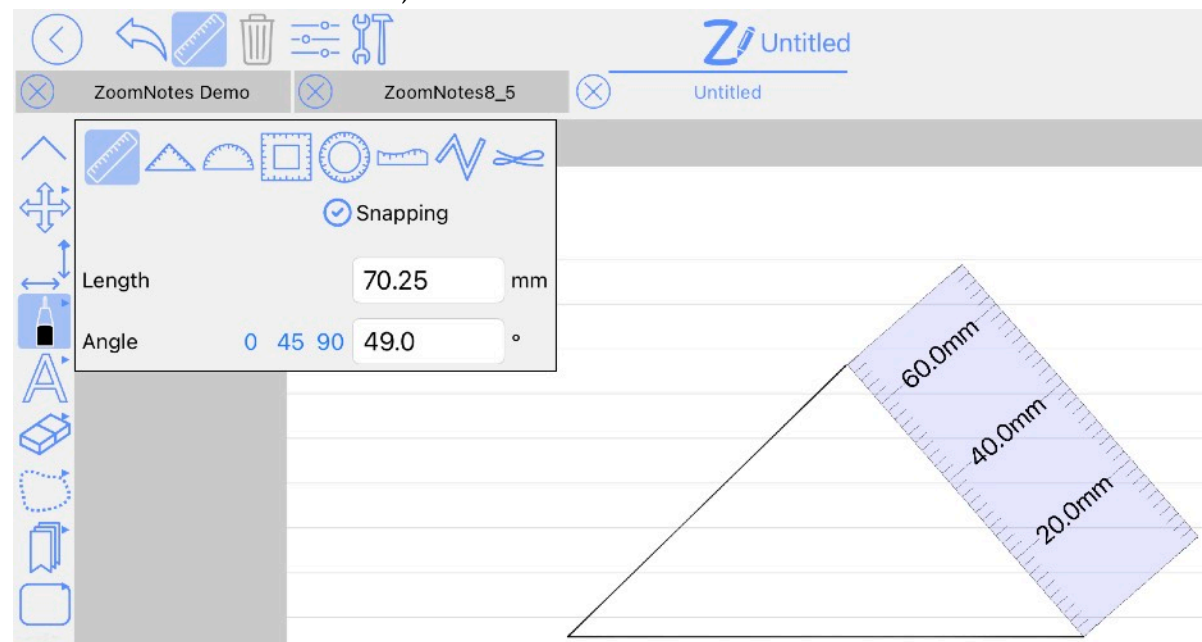 Untitled
ZoomNotes Demo
ZoomNotes8_5
Untitled
Snapping
Length 70.25 mm
Angle 0 45 90 49.0 °
60.0mm
40.0mm
20.0mm